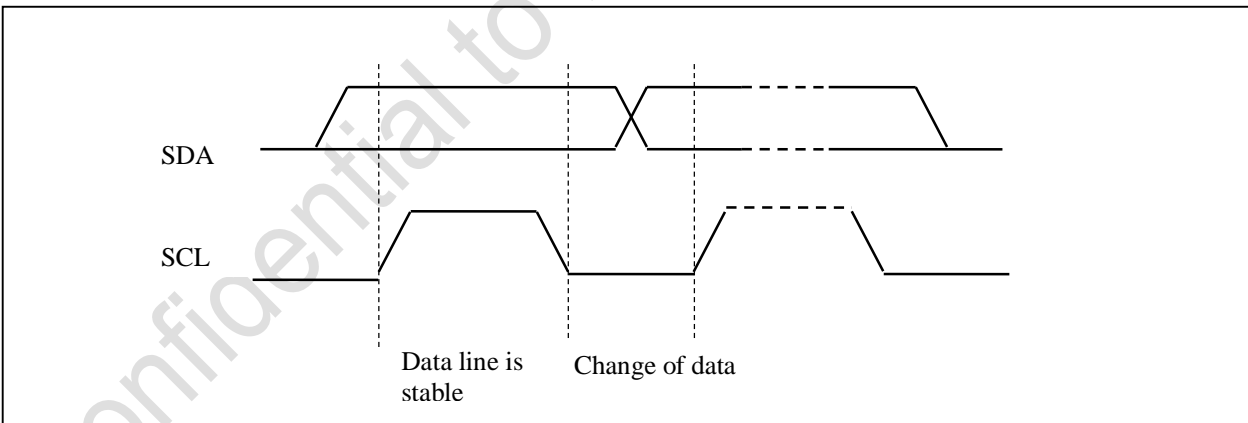 SDA
SCL
Data line is
stable
Change of data